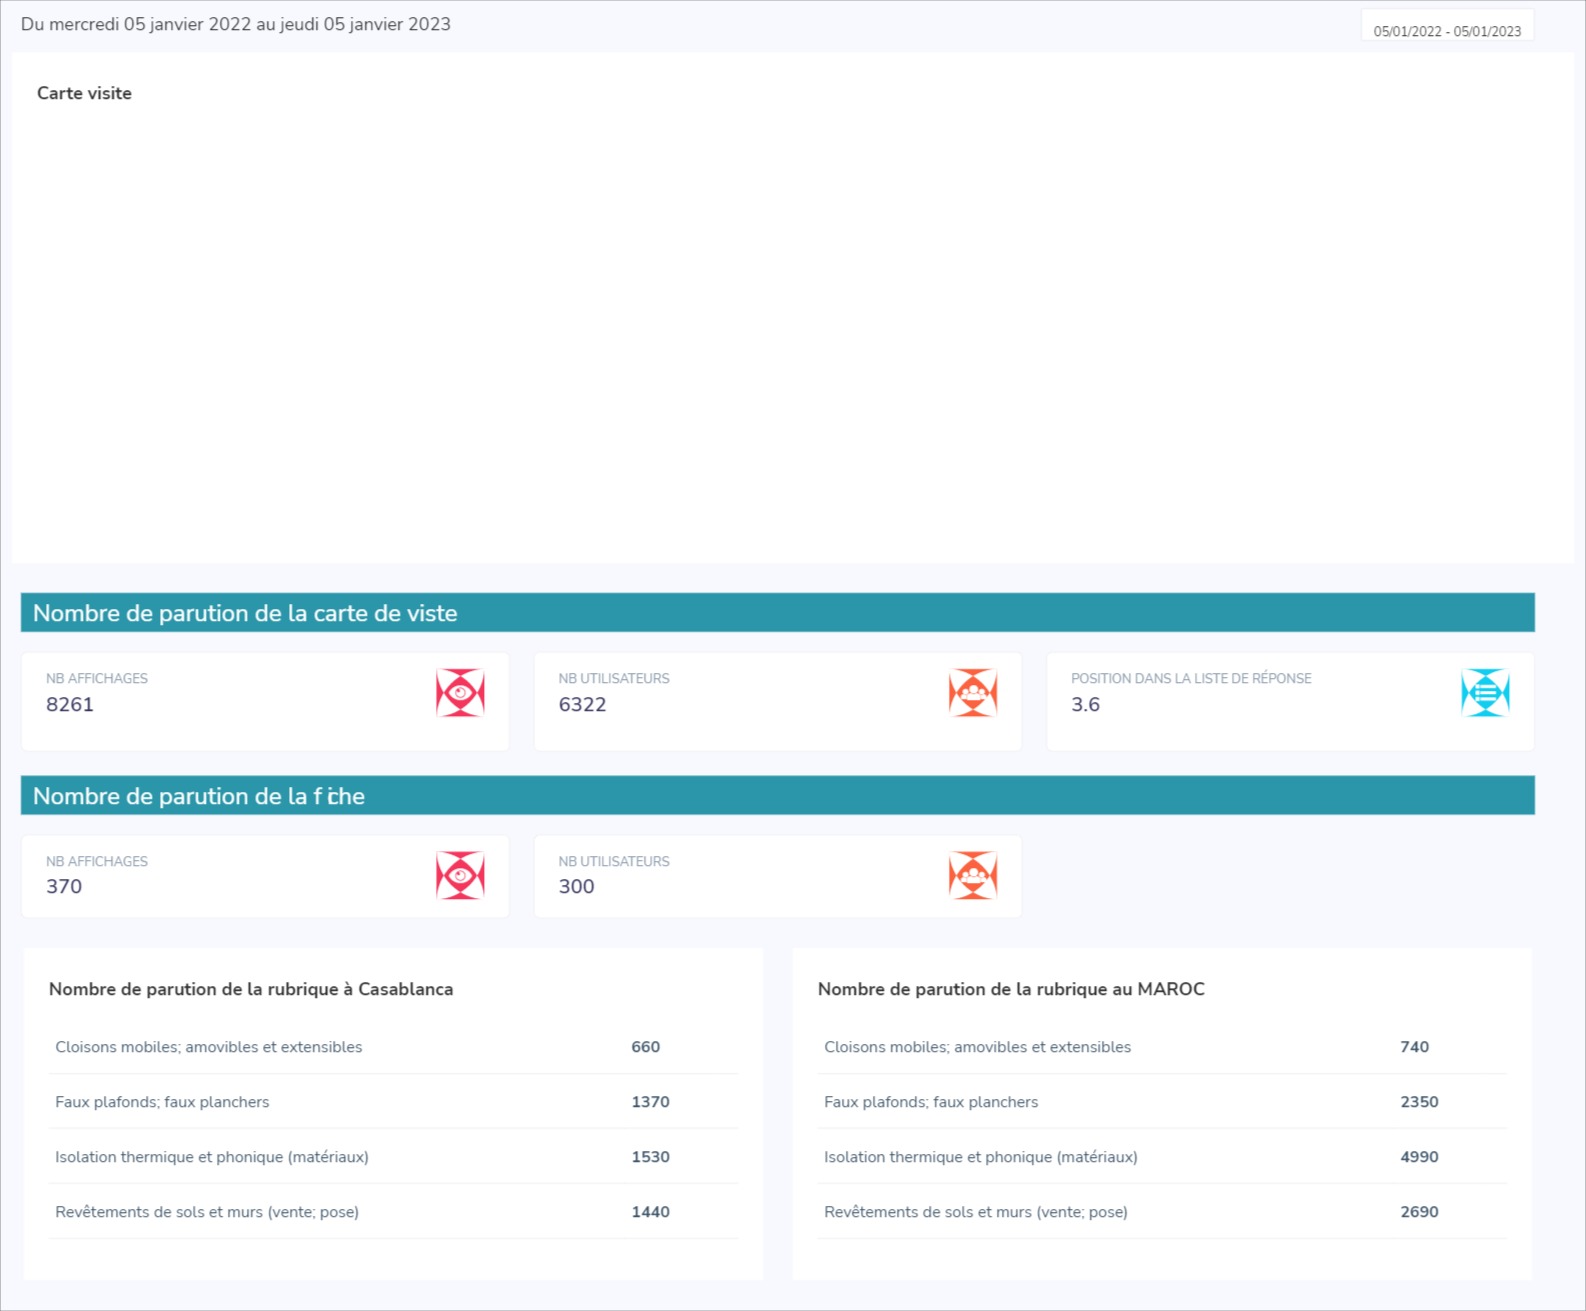 Du mercredi 05 janvier 2022 au jeudi 05 janvier 2023
05/01/2022 - 05/01/2023
Carte visite
Nombre de parution de la carte de viste
NB AFFICHAGES
8261
NB UTILISATEURS
6322
POSITION DANS LA LISTE DE RÉPONSE
3.6
Nombre de parution de la fiche
NB AFFICHAGES
370
NB UTILISATEURS
300
Nombre de parution de la rubrique à Casablanca
Cloisons mobiles; amovibles et extensibles 660
Faux plafonds; faux planchers 1370
Isolation thermique et phonique (matériaux) 1530
Revêtements de sols et murs (vente; pose) 1440
Nombre de parution de la rubrique au MAROC
Cloisons mobiles; amovibles et extensibles 740
Faux plafonds; faux planchers 2350
Isolation thermique et phonique (matériaux) 4990
Revêtements de sols et murs (vente; pose) 2690